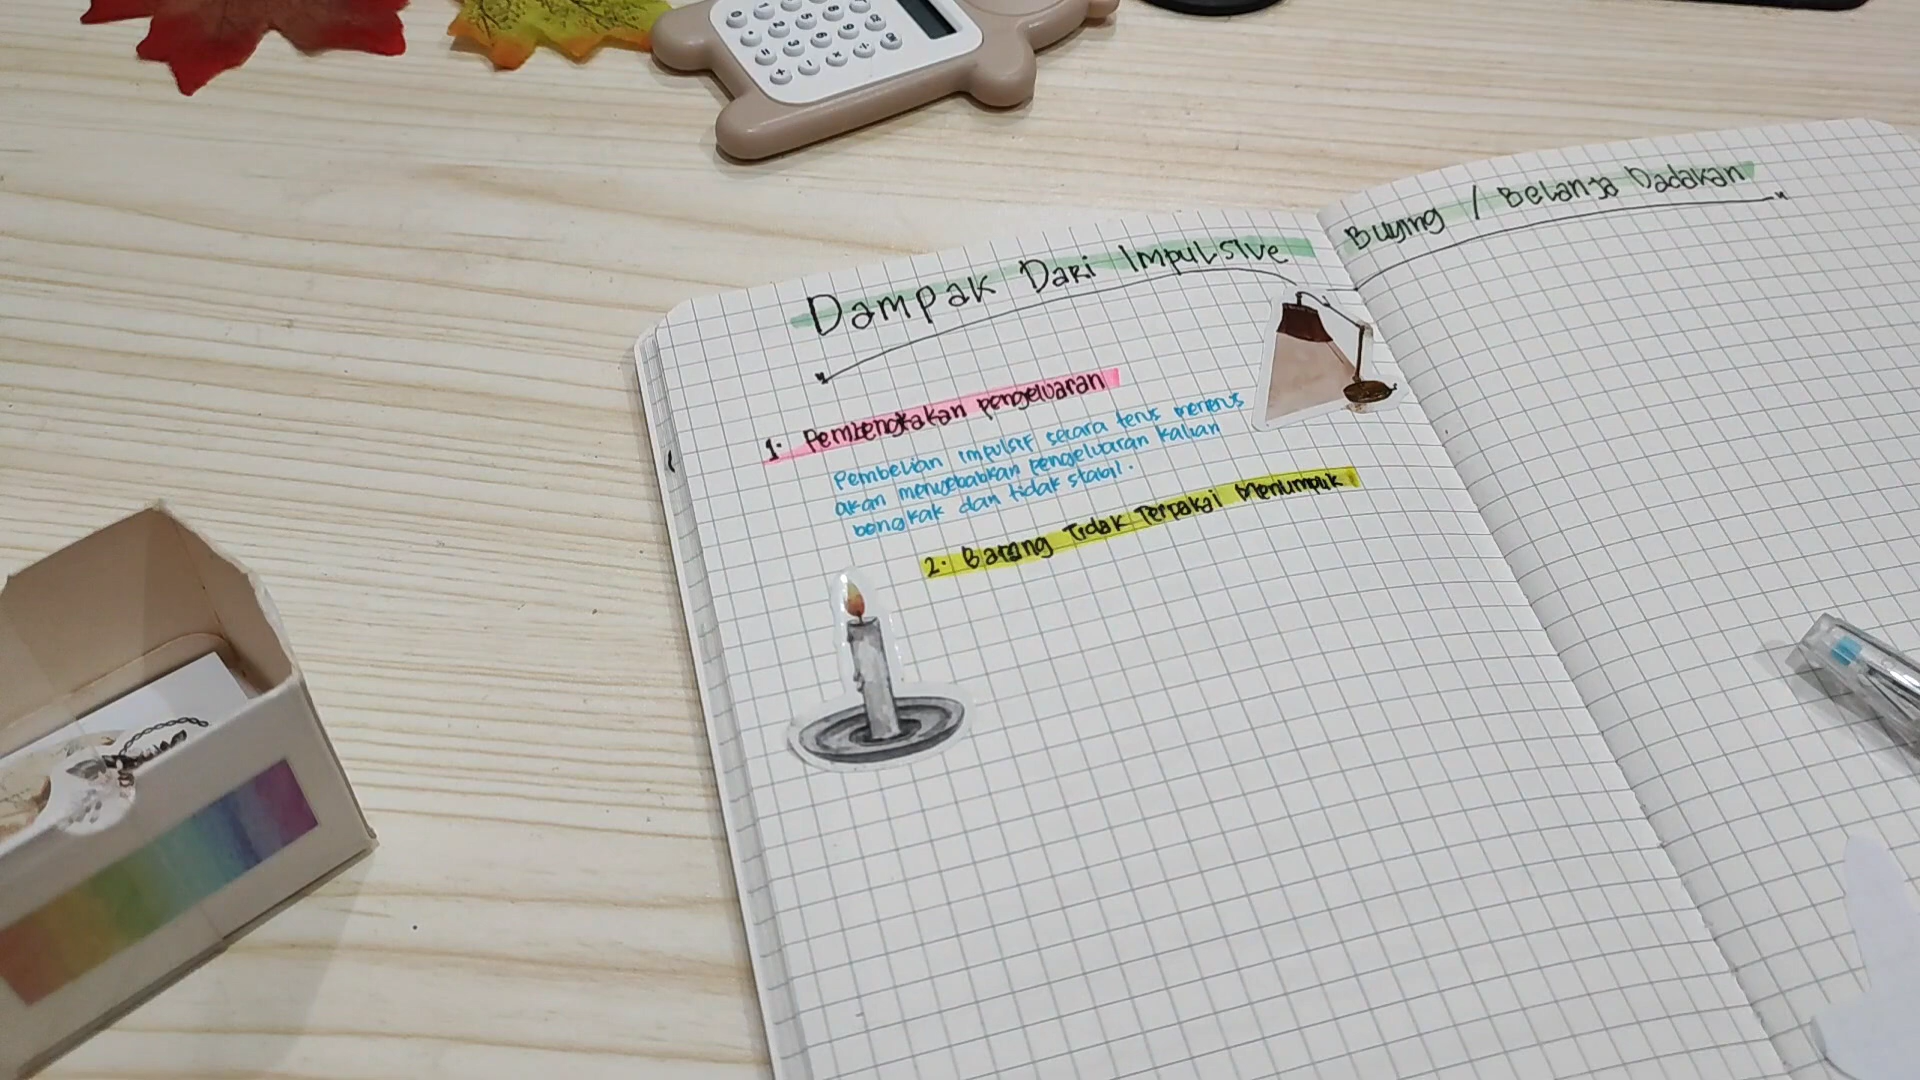 Dampak Dari Impulsive Buying / Belanja Dadakan
1. Pembengkakan pengeluaran
Pembelian impulsif secara terus menerus
akan menyebabkan pengeluaran kalian
bengkak dan tidak stabil.
2. Barang Tidak Terpakai Menumpuk